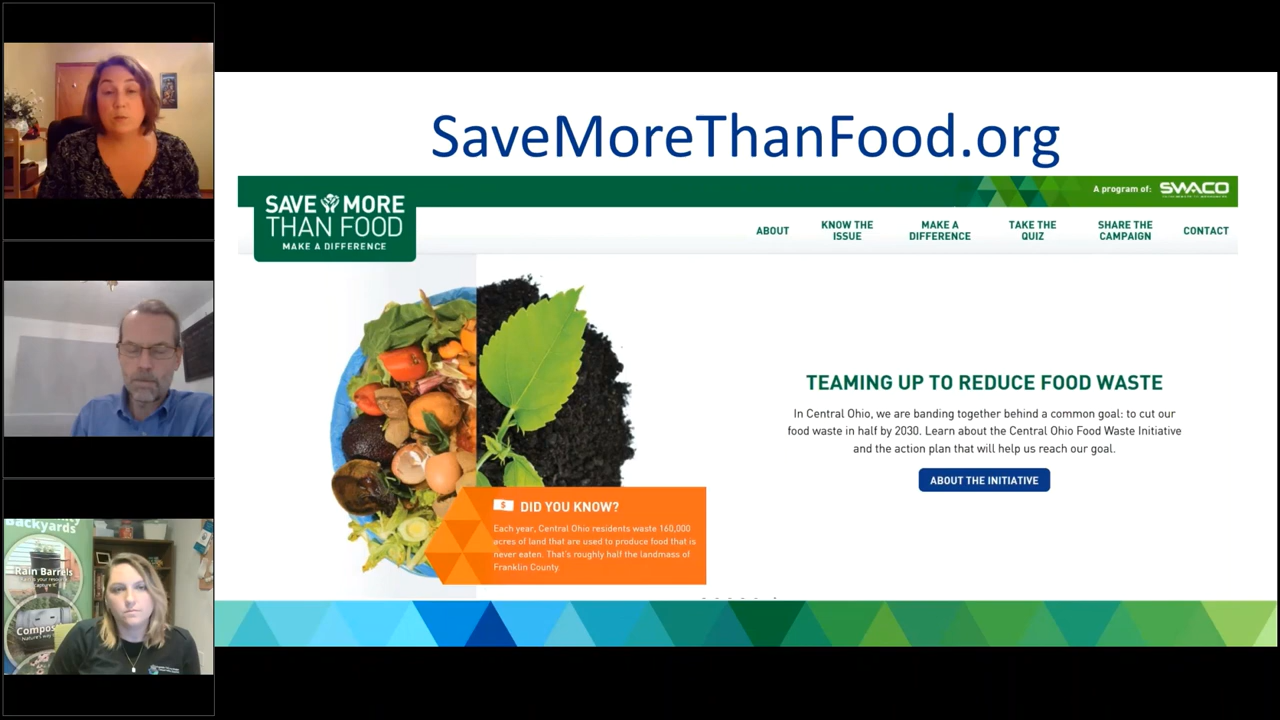 SaveMoreThanFood.org
A program of: SWACO
SAVE MORE
THAN FOOD
MAKE A DIFFERENCE
ABOUT
KNOW THE
ISSUE
MAKE A
DIFFERENCE
TAKE THE
QUIZ
SHARE THE
CAMPAIGN
CONTACT
TEAMING UP TO REDUCE FOOD WASTE
In Central Ohio, we are banding together behind a common goal: to cut our
food waste in half by 2030. Learn about the Central Ohio Food Waste Initiative
and the action plan that will help us reach our goal.
ABOUT THE INITIATIVE
$ DID YOU KNOW?
Each year, Central Ohio residents waste 160,000
acres of land that are used to produce food that is
never eaten. That's roughly half the landmass of
Franklin County.
Backyards
Rain Barrels
Compos